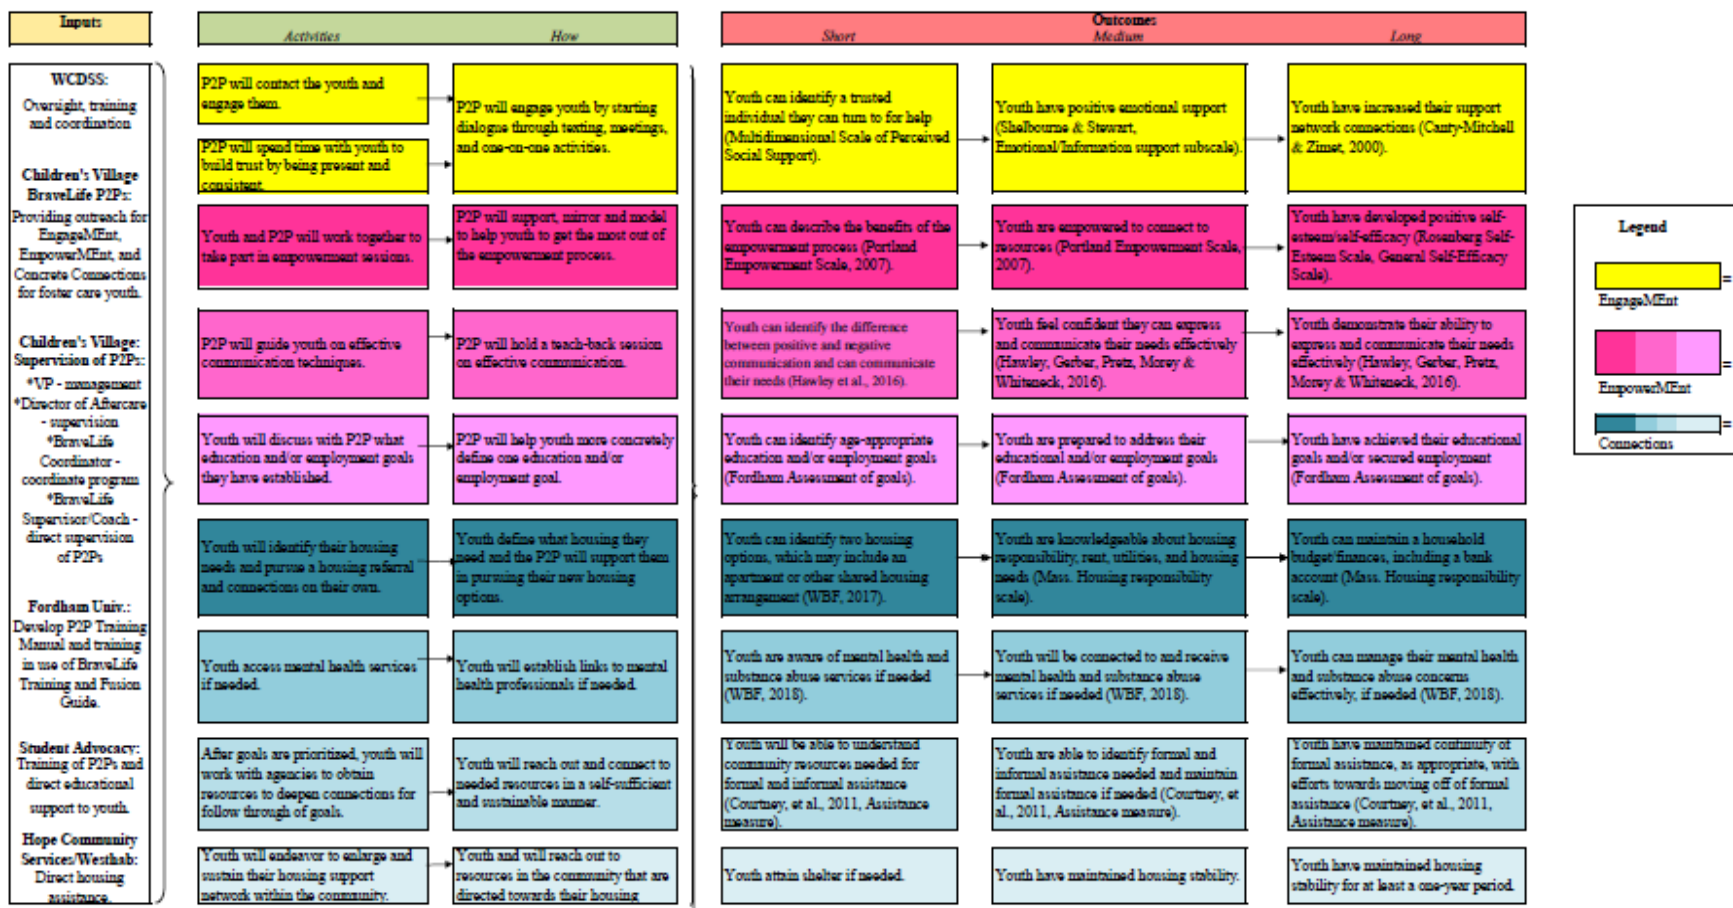 Inputs
WCDSS:
Oversight, training
and coordination
Children's Village
BraveLife P2Ps:
Providing outreach for
EngageMEnt,
EmpowerMEnt, and
Concrete Connections
for foster care youth.
Children's Village:
Supervision of P2Ps:
*VP - management
*Director of Aftercare
- supervision
*BraveLife
Coordinator -
coordinate program
*BraveLife
Supervisor/Coach -
direct supervision
of P2Ps
Fordham Univ.:
Develop P2P Training
Manual and training
in use of BraveLife
Training and Fusion
Guide.
Student Advocacy:
Training of P2Ps and
direct educational
support to youth.
Hope Community
Services/Westhab:
Direct housing
assistance.
Activities
How
Outcomes
Short
Medium
Long
P2P will contact the youth and
engage them.
P2P will spend time with youth to
build trust by being present and
consistent.
P2P will engage youth by starting
dialogue through texting, meetings,
and one-on-one activities.
Youth can identify a trusted
individual they can turn to for help
(Multidimensional Scale of Perceived
Social Support).
Youth have positive emotional support
(Shelbourne & Stewart,
Emotional/Information support subscale).
Youth have increased their support
network connections (Canty-Mitchell
& Zimet, 2000).
Youth and P2P will work together to
take part in empowerment sessions.
P2P will support, mirror and model
to help youth to get the most out of
the empowerment process.
Youth can describe the benefits of the
empowerment process (Portland
Empowerment Scale, 2007).
Youth are empowered to connect to
resources (Portland Empowerment Scale,
2007).
Youth have developed positive self-
esteem/self-efficacy (Rosenberg Self-
Esteem Scale, General Self-Efficacy
Scale).
P2P will guide youth on effective
communication techniques.
P2P will hold a teach-back session
on effective communication.
Youth can identify the difference
between positive and negative
communication and can communicate
their needs (Hawley et al., 2016).
Youth feel confident they can express
and communicate their needs effectively
(Hawley, Gerber, Pretz, Morey &
Whiteneck, 2016).
Youth demonstrate their ability to
express and communicate their needs
effectively (Hawley, Gerber, Pretz,
Morey & Whiteneck, 2016).
Youth will discuss with P2P what
education and/or employment goals
they have established.
P2P will help youth more concretely
define one education and/or
employment goal.
Youth can identify age-appropriate
education and/or employment goals
(Fordham Assessment of goals).
Youth are prepared to address their
educational and/or employment goals
(Fordham Assessment of goals).
Youth have achieved their educational
goals and/or secured employment
(Fordham Assessment of goals).
Youth will identify their housing
needs and pursue a housing referral
and connections on their own.
Youth define what housing they
need and the P2P will support them
in pursuing their new housing
options.
Youth can identify two housing
options, which may include an
apartment or other shared housing
arrangement (WBF, 2017).
Youth are knowledgeable about housing
responsibility, rent, utilities, and housing
needs (Mass. Housing responsibility
scale).
Youth can maintain a household
budget/finances, including a bank
account (Mass. Housing responsibility
scale).
Youth access mental health services
if needed.
Youth will establish links to mental
health professionals if needed.
Youth are aware of mental health and
substance abuse services if needed
(WBF, 2018).
Youth will be connected to and receive
mental health and substance abuse
services if needed (WBF, 2018).
Youth can manage their mental health
and substance abuse concerns
effectively, if needed (WBF, 2018).
After goals are prioritized, youth will
work with agencies to obtain
resources to deepen connections for
follow through of goals.
Youth will reach out and connect to
needed resources in a self-sufficient
and sustainable manner.
Youth will be able to understand
community resources needed for
formal and informal assistance
(Courtney, et al., 2011, Assistance
measure).
Youth are able to identify formal and
informal assistance needed and maintain
formal assistance if needed (Courtney, et
al., 2011, Assistance measure).
Youth have maintained continuity of
formal assistance, as appropriate, with
efforts towards moving off of formal
assistance (Courtney, et al., 2011,
Assistance measure).
Youth will endeavor to enlarge and
sustain their housing support
network within the community.
Youth and will reach out to
resources in the community that are
directed towards their housing
Youth attain shelter if needed.
Youth have maintained housing stability.
Youth have maintained housing
stability for at least a one-year period.
Legend
=
EngageMEnt
=
EmpowerMEnt
=
Connections